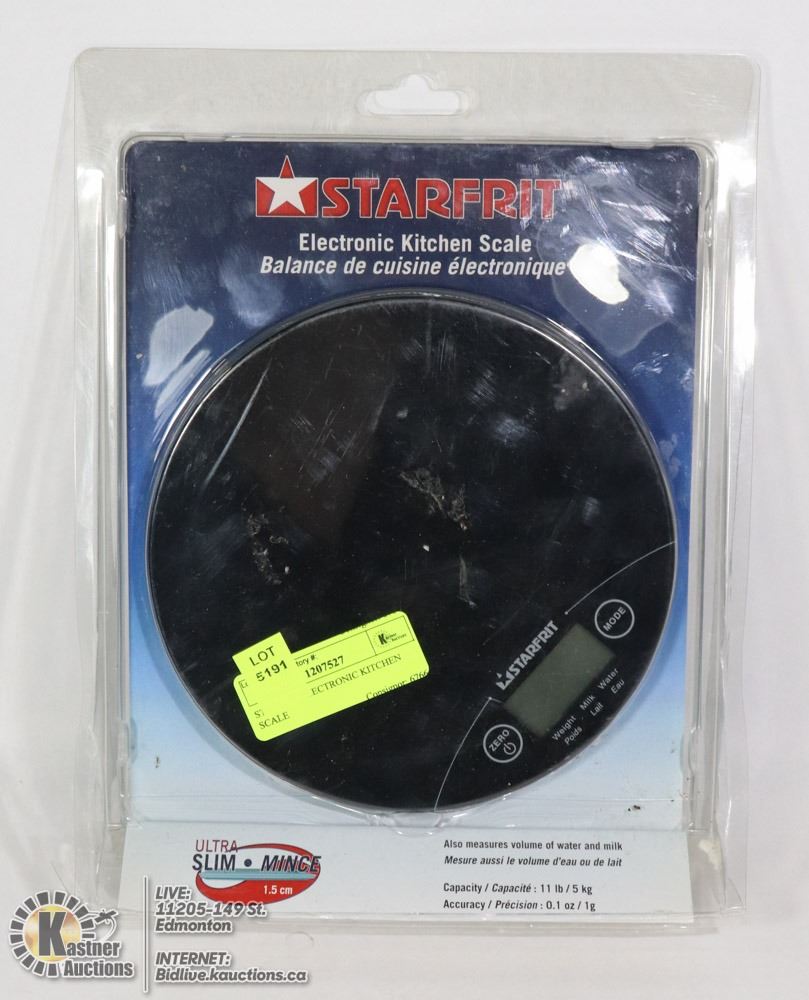 STARFRIT
Electronic Kitchen Scale
Balance de cuisine électronique
LOT
5191
tory #:
1207527
ECTRONIC KITCHEN
SCALE
Consignor
STARFRIT
MODE
ZERO
Weight Milk Water
Poids Lait Eau
ULTRA
SLIM • MINCE
1.5 cm
Also measures volume of water and milk
Mesure aussi le volume d'eau ou de lait
Capacity / Capacité : 11 lb / 5 kg
Accuracy / Précision : 0.1 oz / 1g
Kastner
Auctions
LIVE:
11205-149 St.
Edmonton
INTERNET:
Bidlive.kauctions.ca